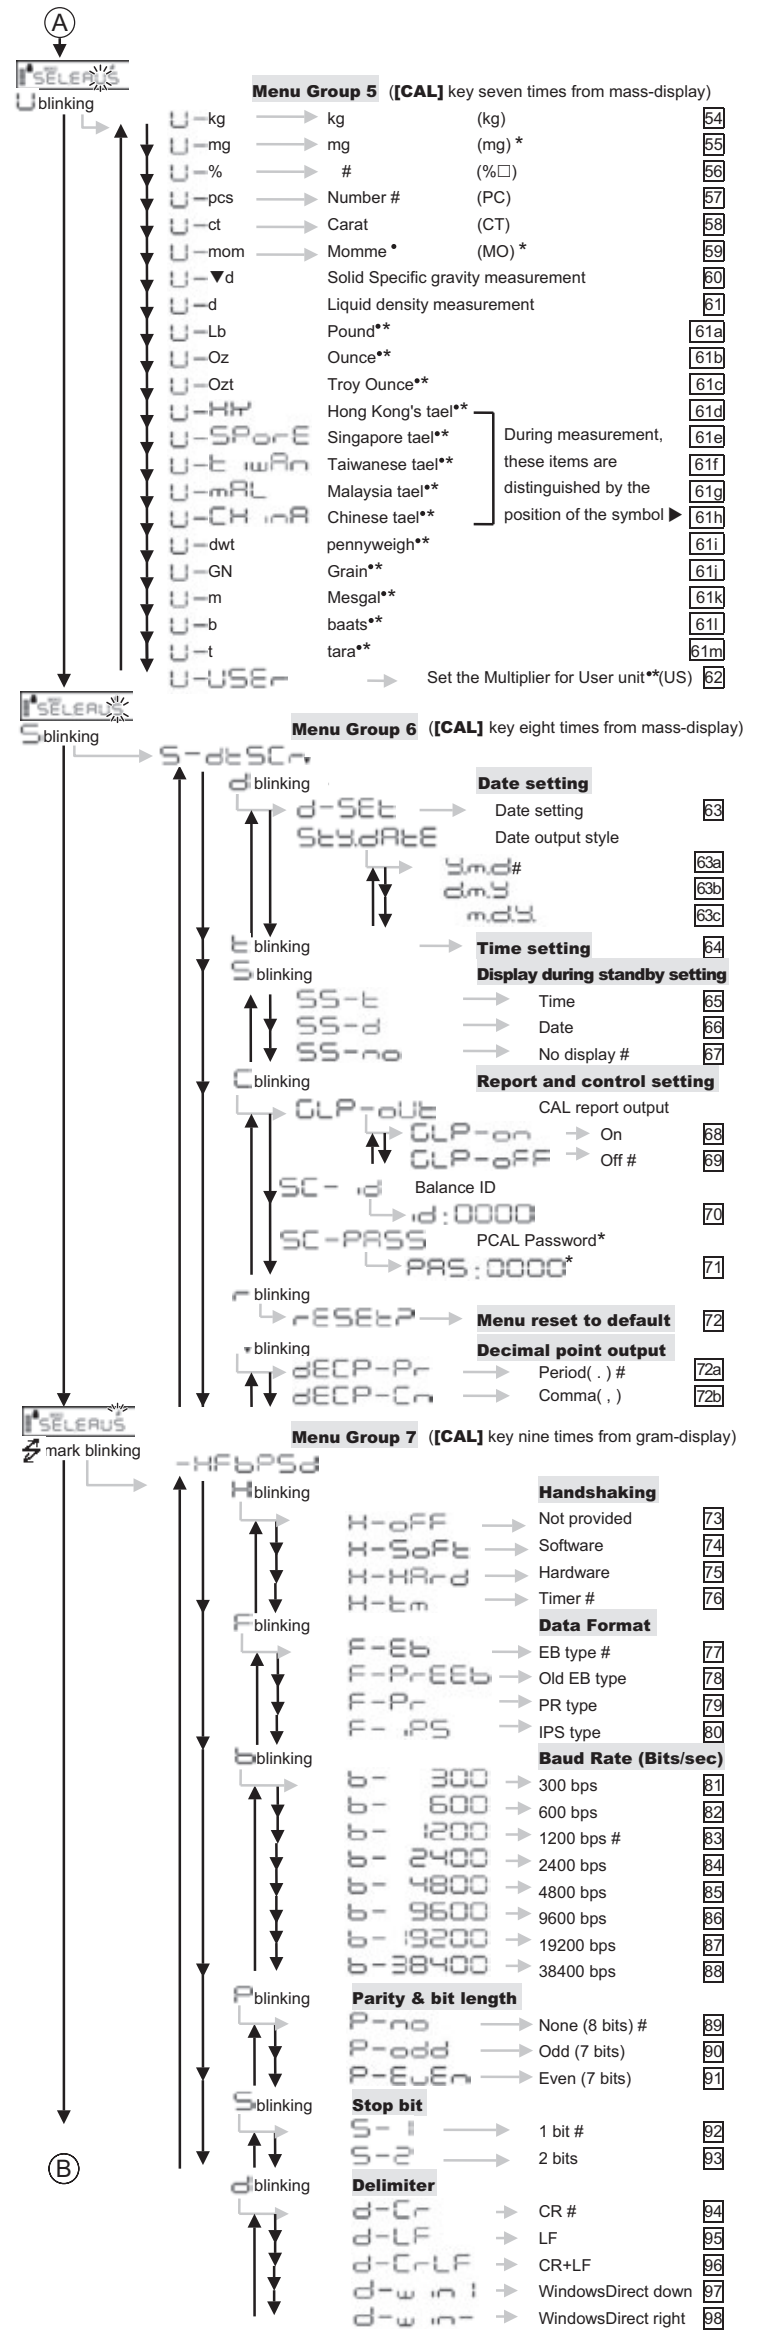 A
SELERUS
U blinking
Menu Group 5 ([CAL] key seven times from mass-display)
U-kg kg (kg) 54
U-mg mg (mg) * 55
U-% # (%□) 56
U-pcs Number # (PC) 57
U-ct Carat (CT) 58
U-mom Momme • (MO) * 59
U-▼d Solid Specific gravity measurement 60
U-d Liquid density measurement 61
U-Lb Pound•* 61a
U-Oz Ounce•* 61b
U-Ozt Troy Ounce•* 61c
U-HK Hong Kong's tael•* 61d
U-SPorE Singapore tael•* During measurement, 61e
U-t iwAn Taiwanese tael•* these items are 61f
U-mAL Malaysia tael•* distinguished by the 61g
U-CH inA Chinese tael•* position of the symbol ▶ 61h
U-dwt pennyweigh•* 61i
U-GN Grain•* 61j
U-m Mesgal•* 61k
U-b baats•* 61l
U-t tara•* 61m
U-USEr Set the Multiplier for User unit•*(US) 62
SELERUS
S blinking
Menu Group 6 ([CAL] key eight times from mass-display)
S-dtSCr▼
d blinking Date setting
d-SEt Date setting 63
StY.dAtE Date output style
Y.m.d# 63a
d.m.Y 63b
m.d.Y. 63c
t blinking Time setting 64
S blinking Display during standby setting
SS-t Time 65
SS-d Date 66
SS-no No display # 67
C blinking Report and control setting
GLP-oUt CAL report output
GLP-on On 68
GLP-oFF Off # 69
SC- id Balance ID
id:0000 70
SC-PASS PCAL Password*
PAS:0000* 71
r blinking
rESEt? Menu reset to default 72
▼ blinking Decimal point output
dECP-Pr Period( . ) # 72a
dECP-Cn Comma( , ) 72b
SELERUS
mark blinking
Menu Group 7 ([CAL] key nine times from gram-display)
-HFbPSd
H blinking Handshaking
H-oFF Not provided 73
H-SoFt Software 74
H-HArd Hardware 75
H-tm Timer # 76
F blinking Data Format
F-Eb EB type # 77
F-PrEEb Old EB type 78
F-Pr PR type 79
F- iPS IPS type 80
b blinking Baud Rate (Bits/sec)
b- 300 300 bps 81
b- 600 600 bps 82
b- 1200 1200 bps # 83
b- 2400 2400 bps 84
b- 4800 4800 bps 85
b- 9600 9600 bps 86
b- 19200 19200 bps 87
b-38400 38400 bps 88
P blinking Parity & bit length
P-no None (8 bits) # 89
P-odd Odd (7 bits) 90
P-EvEn Even (7 bits) 91
S blinking Stop bit
S- 1 1 bit # 92
S-2 2 bits 93
B
d blinking Delimiter
d-Cr CR # 94
d-LF LF 95
d-CrLF CR+LF 96
d-w in 1 WindowsDirect down 97
d-w in- WindowsDirect right 98